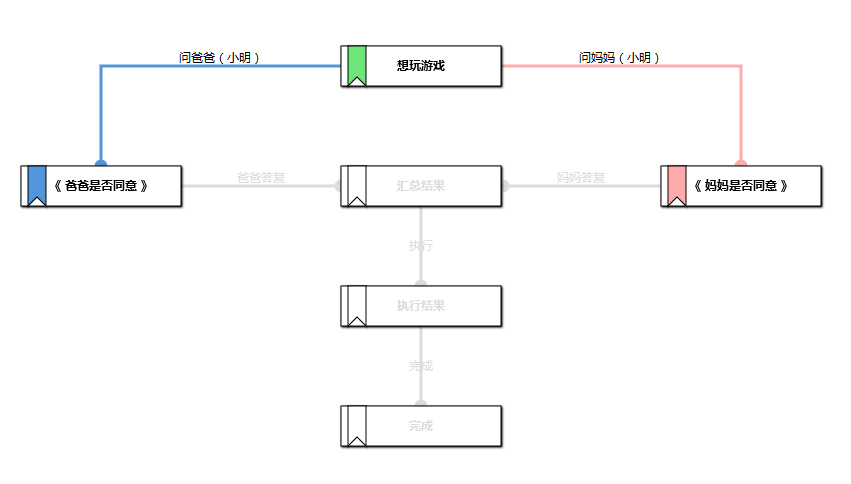 问爸爸（小明）
问妈妈（小明）
想玩游戏
《 爸爸是否同意 》
爸爸答复
汇总结果
妈妈答复
《 妈妈是否同意 》
执行
执行结果
完成
完成